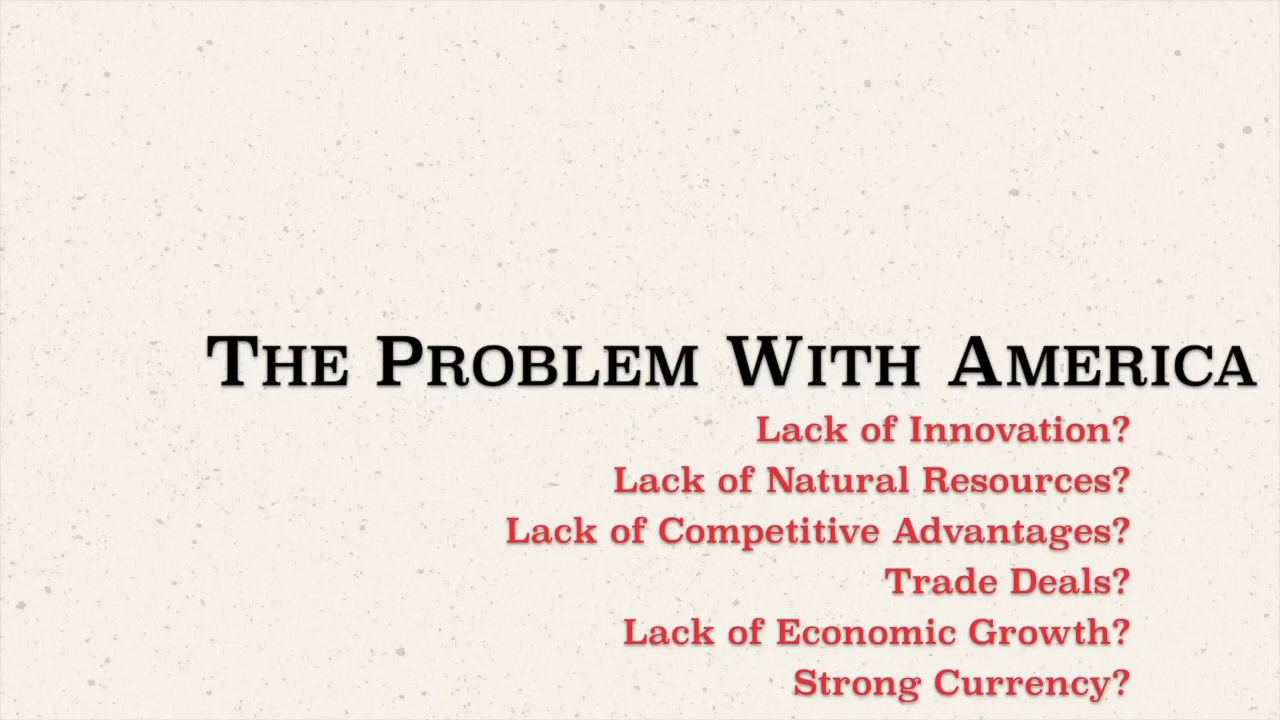 The Problem With America
Lack of Innovation?
Lack of Natural Resources?
Lack of Competitive Advantages?
Trade Deals?
Lack of Economic Growth?
Strong Currency?